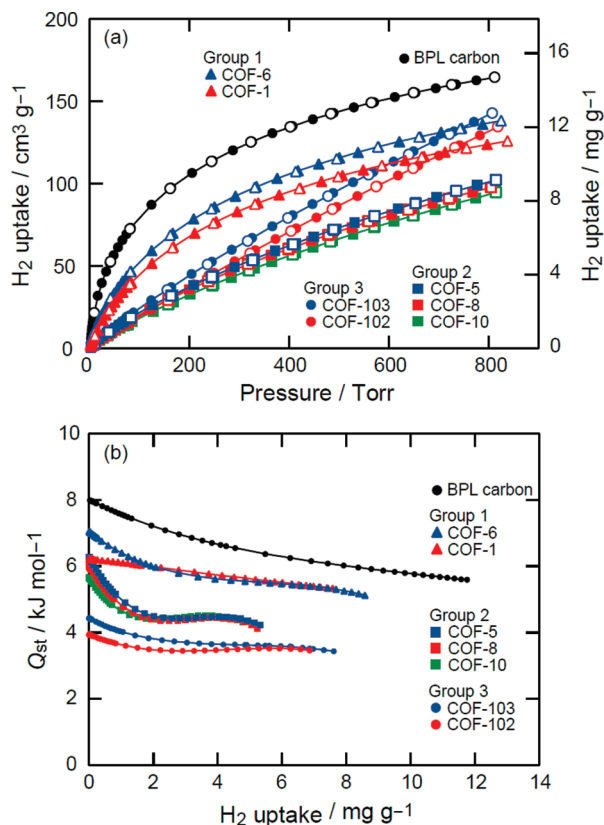 (a)
Group 1
COF-6
COF-1
BPL carbon
Group 3
COF-103
COF-102
Group 2
COF-5
COF-8
COF-10
H₂ uptake / cm³ g⁻¹
200
150
100
50
0
H₂ uptake / mg g⁻¹
16
12
8
4
0
0 200 400 600 800
Pressure / Torr
(b)
BPL carbon
Group 1
COF-6
COF-1
Group 2
COF-5
COF-8
COF-10
Group 3
COF-103
COF-102
Qst / kJ mol⁻¹
10
8
6
4
2
0
0 2 4 6 8 10 12 14
H₂ uptake / mg g⁻¹